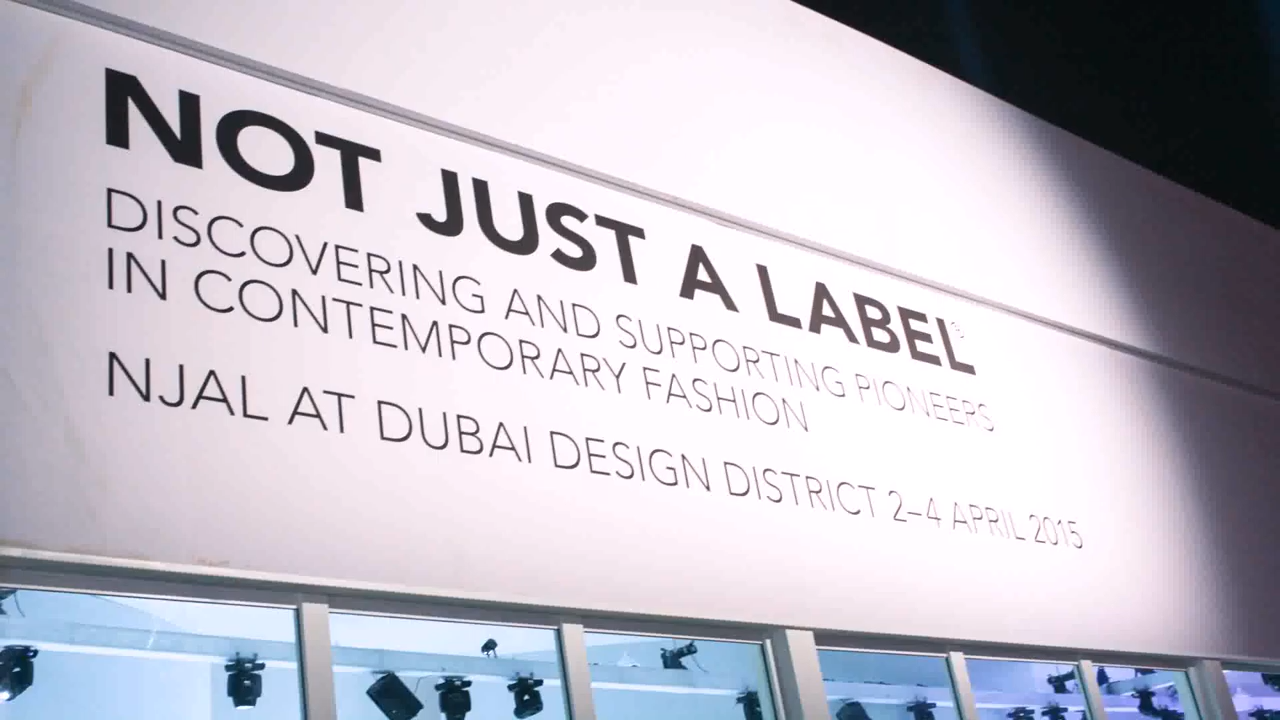 NOT JUST A LABEL®
DISCOVERING AND SUPPORTING PIONEERS
IN CONTEMPORARY FASHION
NJAL AT DUBAI DESIGN DISTRICT 2–4 APRIL 2015